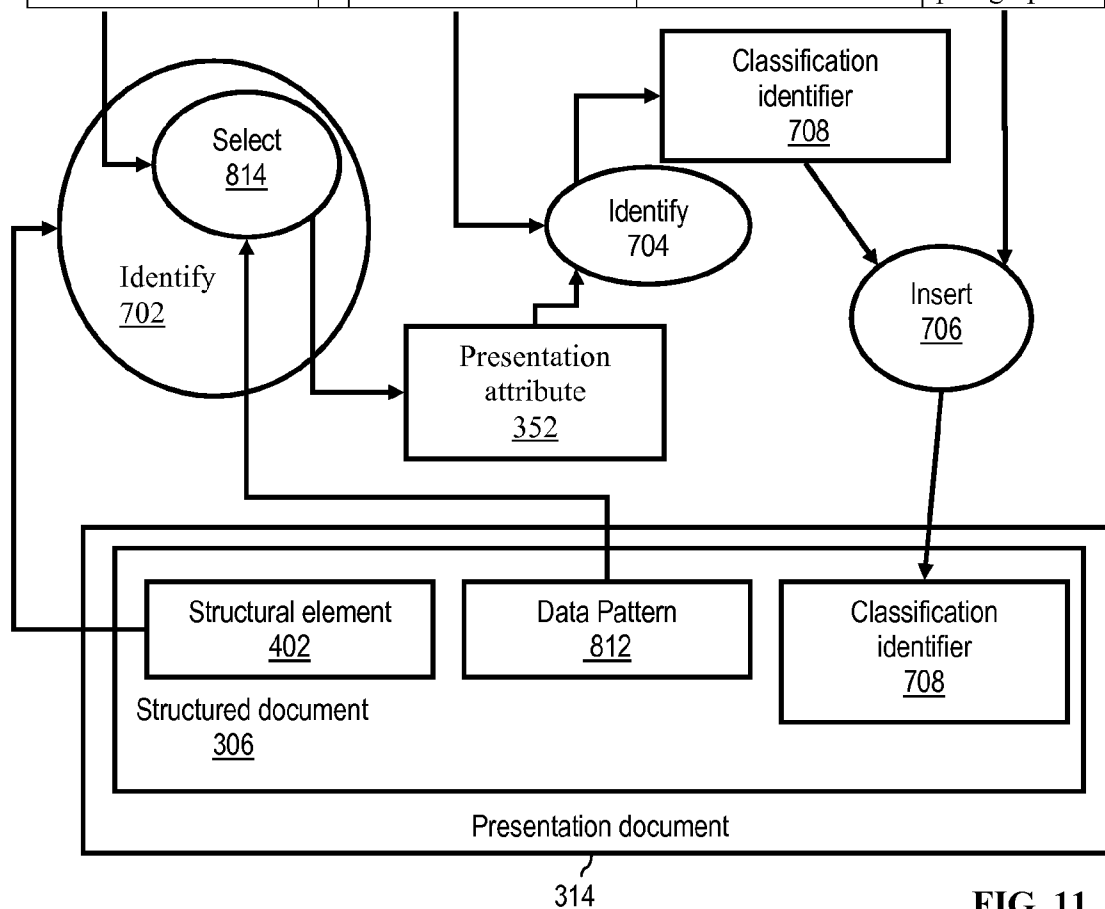 Classification
identifier
708
Select
814
Identify
704
Identify
702
Insert
706
Presentation
attribute
352
Structural element
402
Data Pattern
812
Classification
identifier
708
Structured document
306
Presentation document
314
FIG. 11